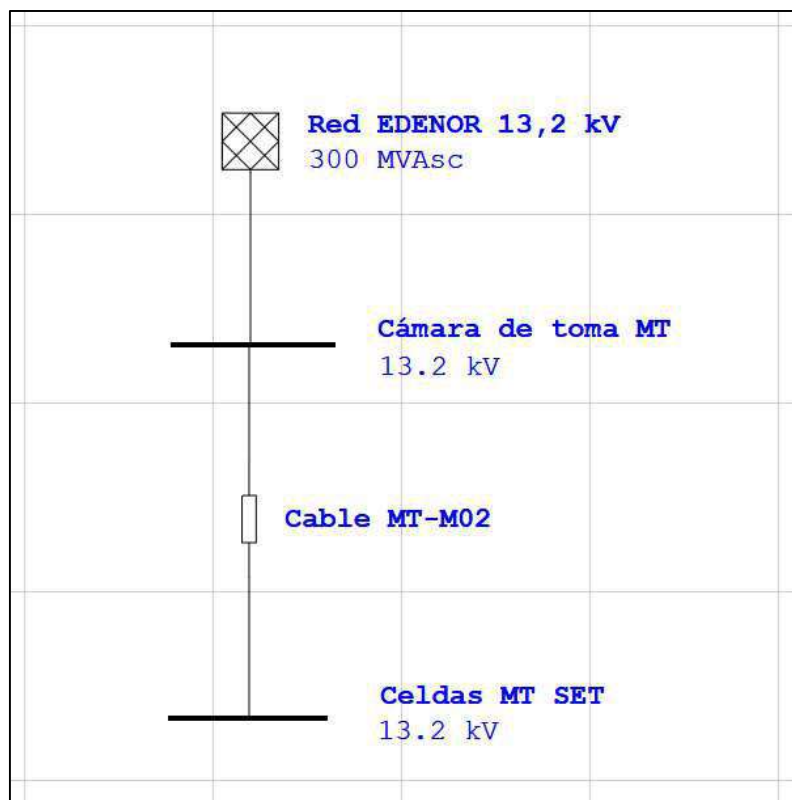 Red EDENOR 13,2 kV
300 MVAsc
Cámara de toma MT
13.2 kV
Cable MT-M02
Celdas MT SET
13.2 kV